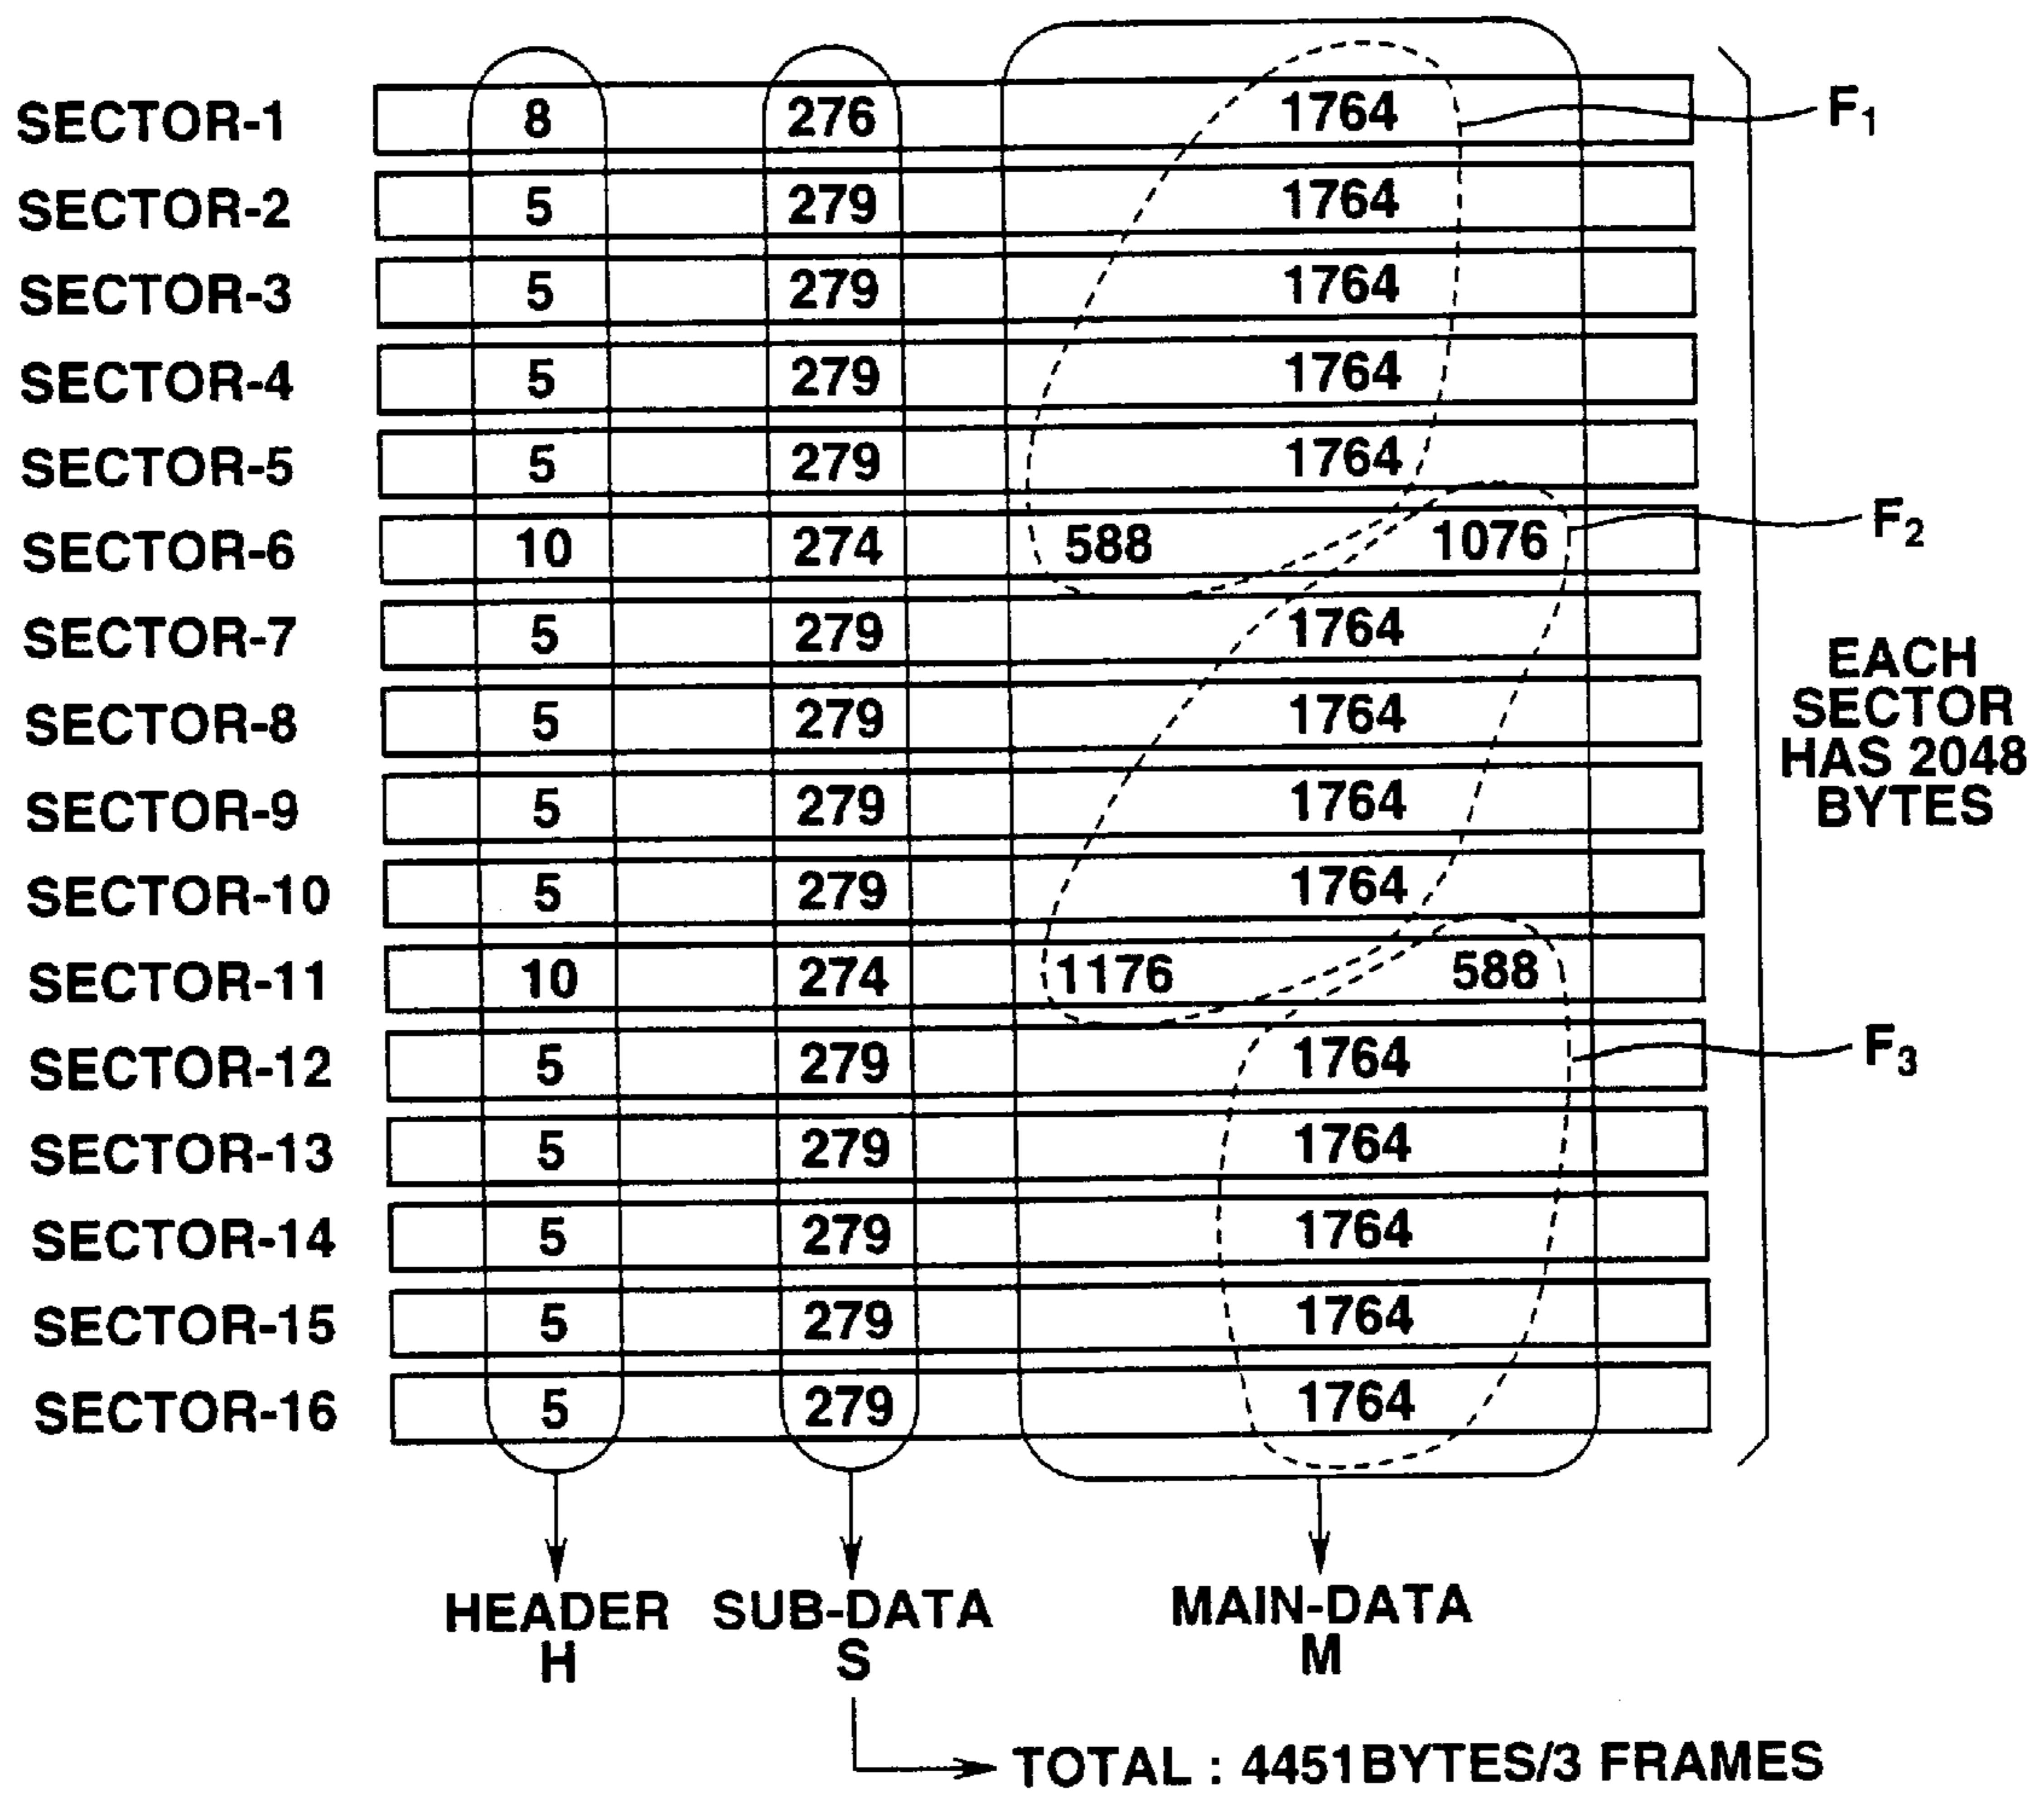 SECTOR-1 8 276 1764 F1
SECTOR-2 5 279 1764
SECTOR-3 5 279 1764
SECTOR-4 5 279 1764
SECTOR-5 5 279 1764
SECTOR-6 10 274 588 1076 F2
SECTOR-7 5 279 1764
SECTOR-8 5 279 1764
SECTOR-9 5 279 1764
SECTOR-10 5 279 1764
SECTOR-11 10 274 1176 588
SECTOR-12 5 279 1764 F3
SECTOR-13 5 279 1764
SECTOR-14 5 279 1764
SECTOR-15 5 279 1764
SECTOR-16 5 279 1764
EACH
SECTOR
HAS 2048
BYTES
HEADER
H
SUB-DATA
S
MAIN-DATA
M
TOTAL : 4451BYTES/3 FRAMES